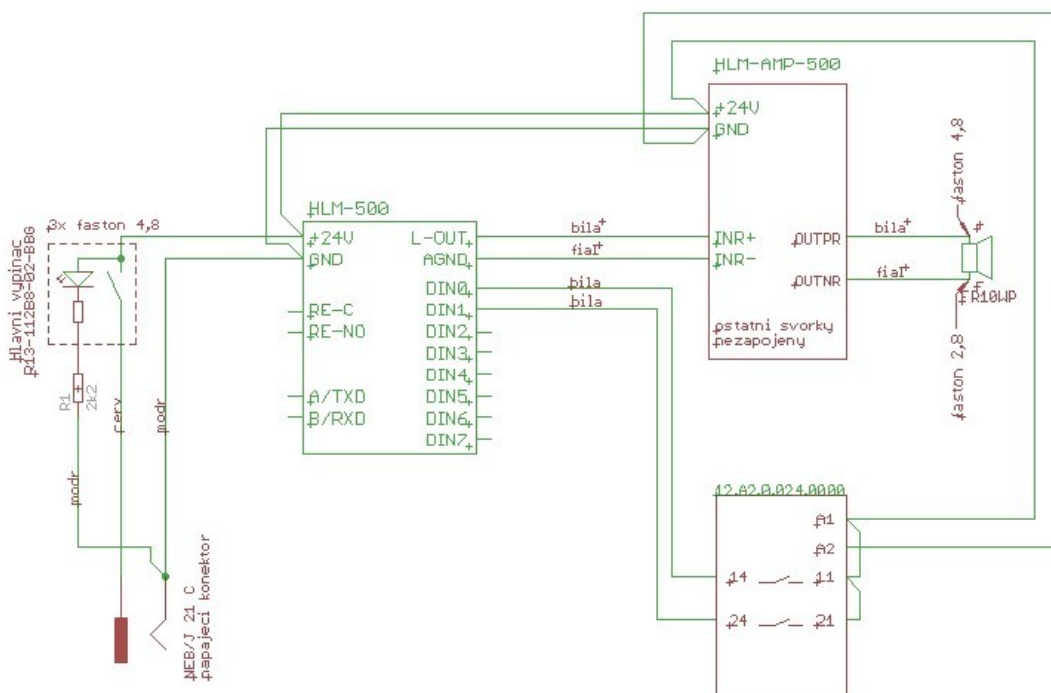 HLM-AMP-500
+24V
GND
INR+
INR-
OUTPR
OUTNR
ostatni svorky
nezapojeny
bila
fial
faston 4,8
faston 2,8
FR10WP
HLM-500
+24V
GND
RE-C
RE-NO
A/TXD
B/RXD
L-OUT
AGND
DIN0
DIN1
DIN2
DIN3
DIN4
DIN5
DIN6
DIN7
bila
fial
bila
bila
3x faston 4,8
Hlavni vypinac
R13-112B8-02-BBG
R1
2k2
modr
cerv
modr
NEB/J 21 C
napajeci konektor
12.A2.0.024.0000
A1
A2
14
11
24
21